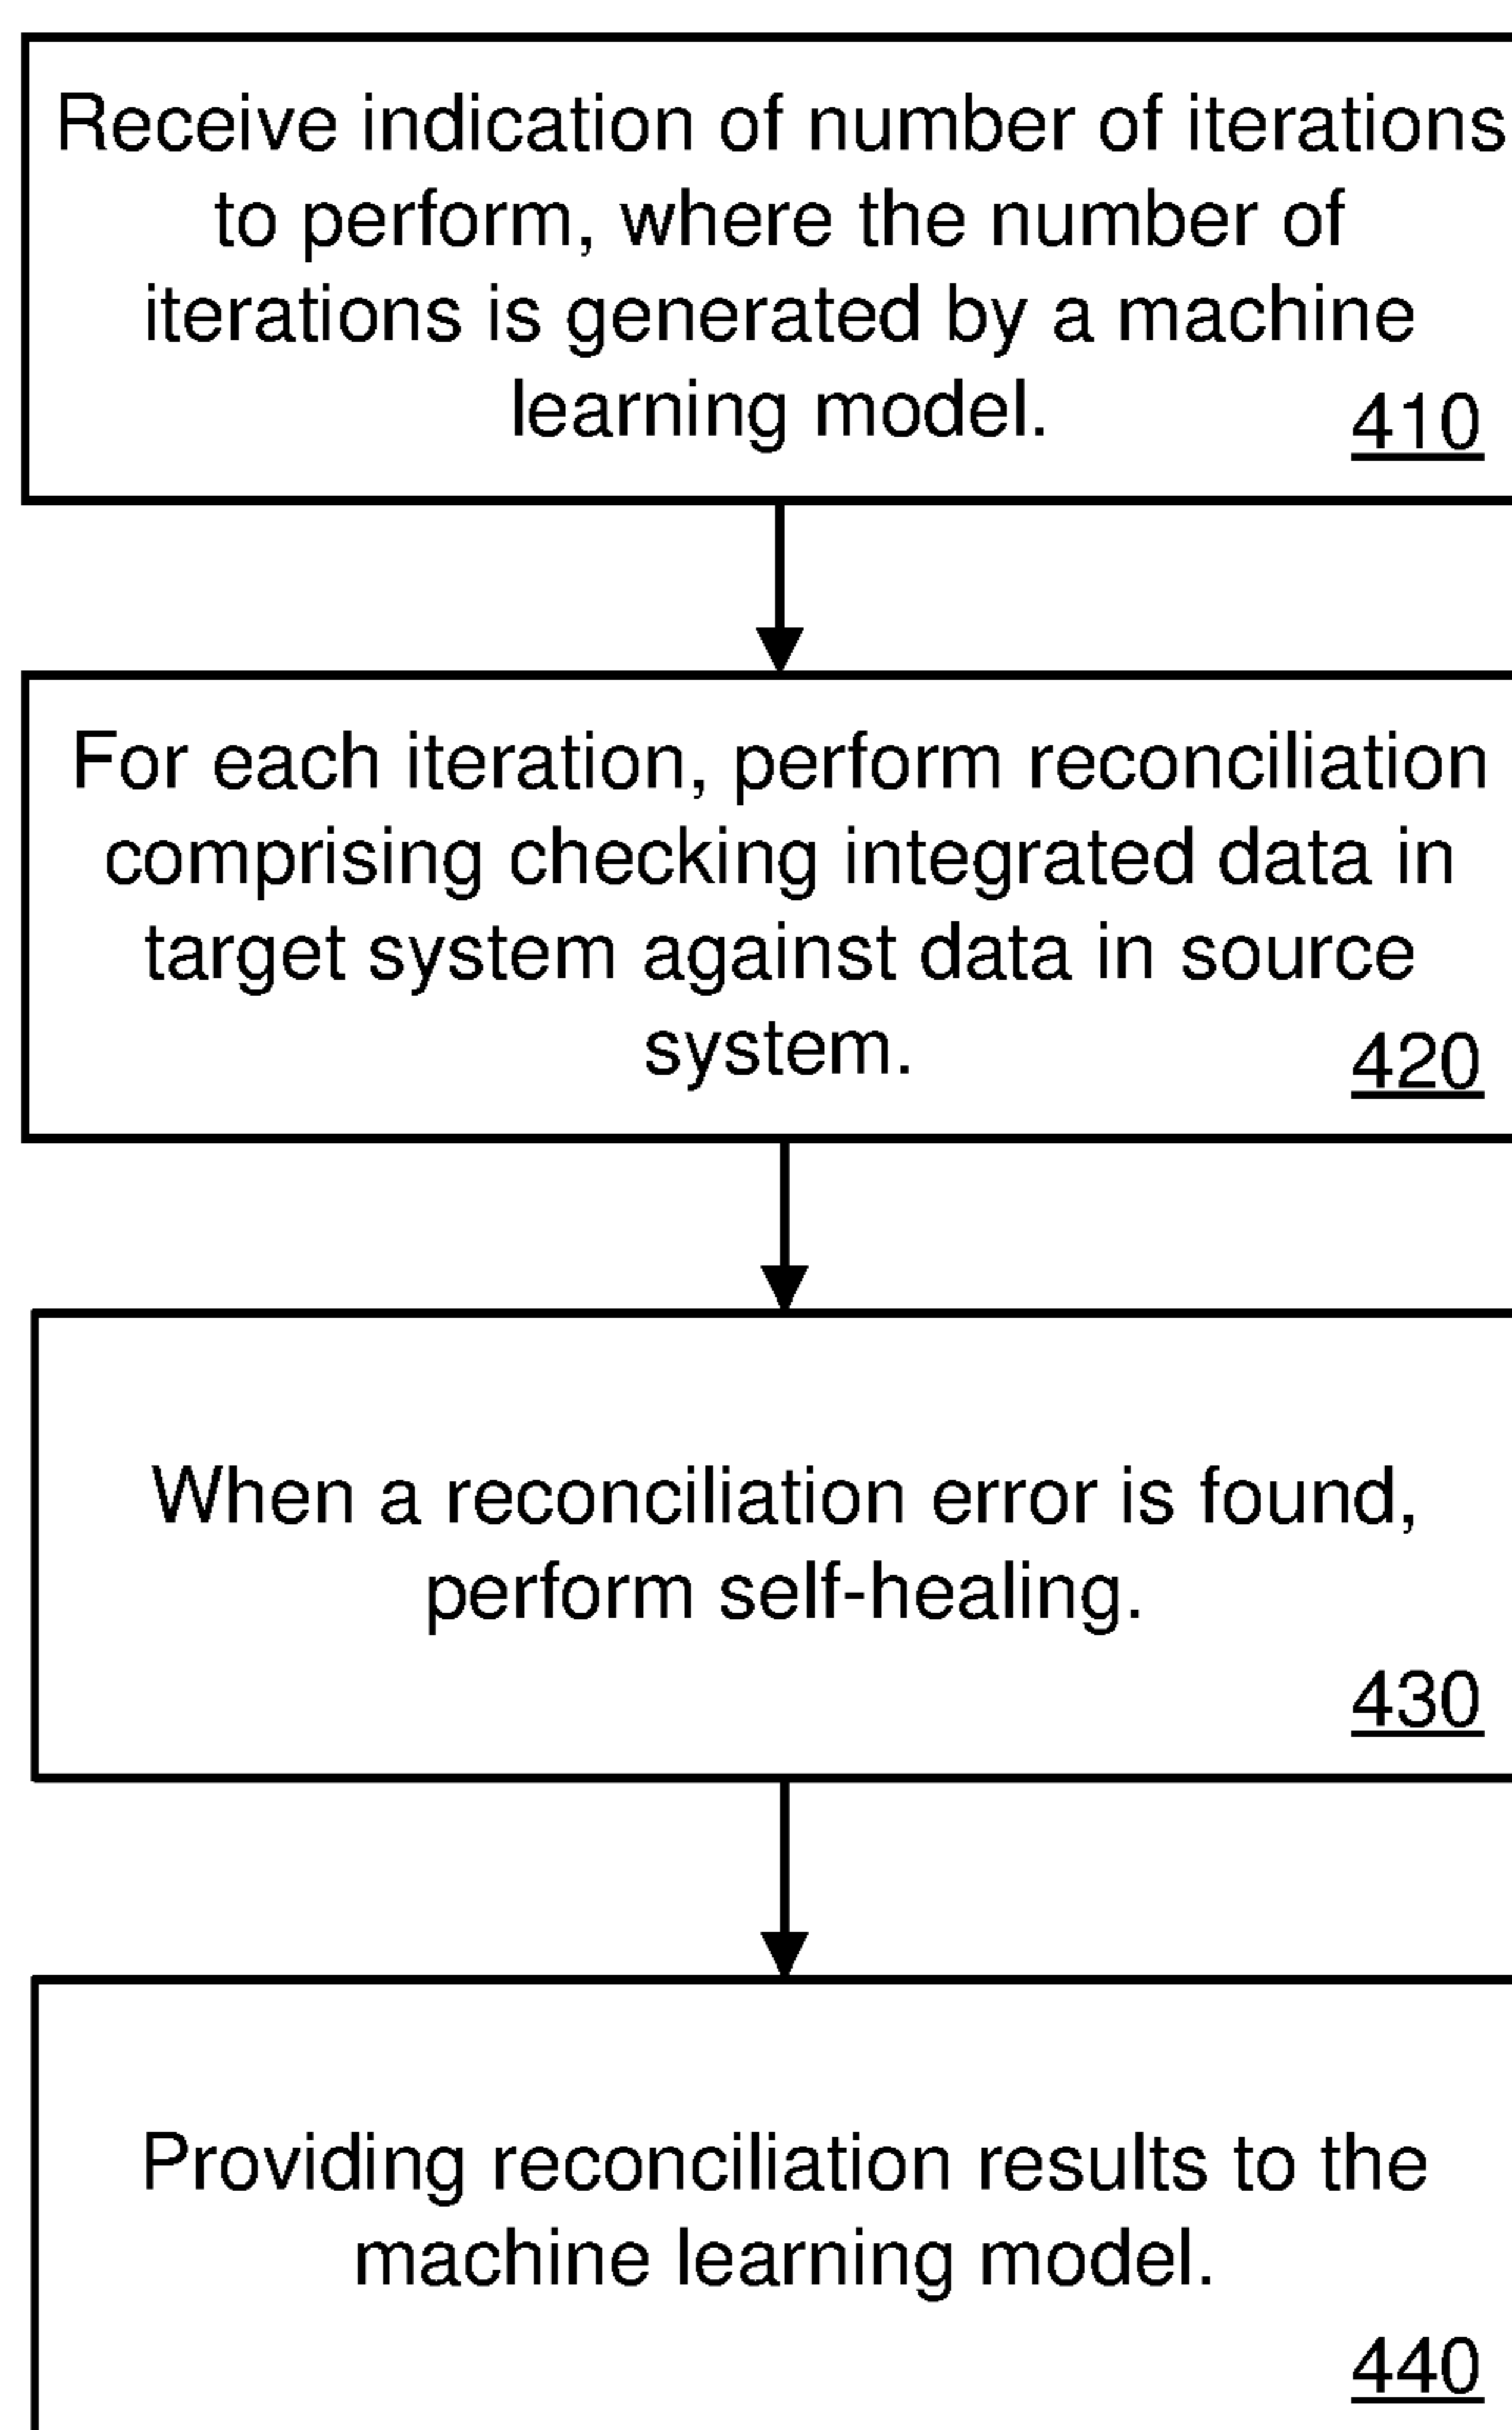 Receive indication of number of iterations
to perform, where the number of
iterations is generated by a machine
learning model.
410
For each iteration, perform reconciliation
comprising checking integrated data in
target system against data in source
system.
420
When a reconciliation error is found,
perform self-healing.
430
Providing reconciliation results to the
machine learning model.
440